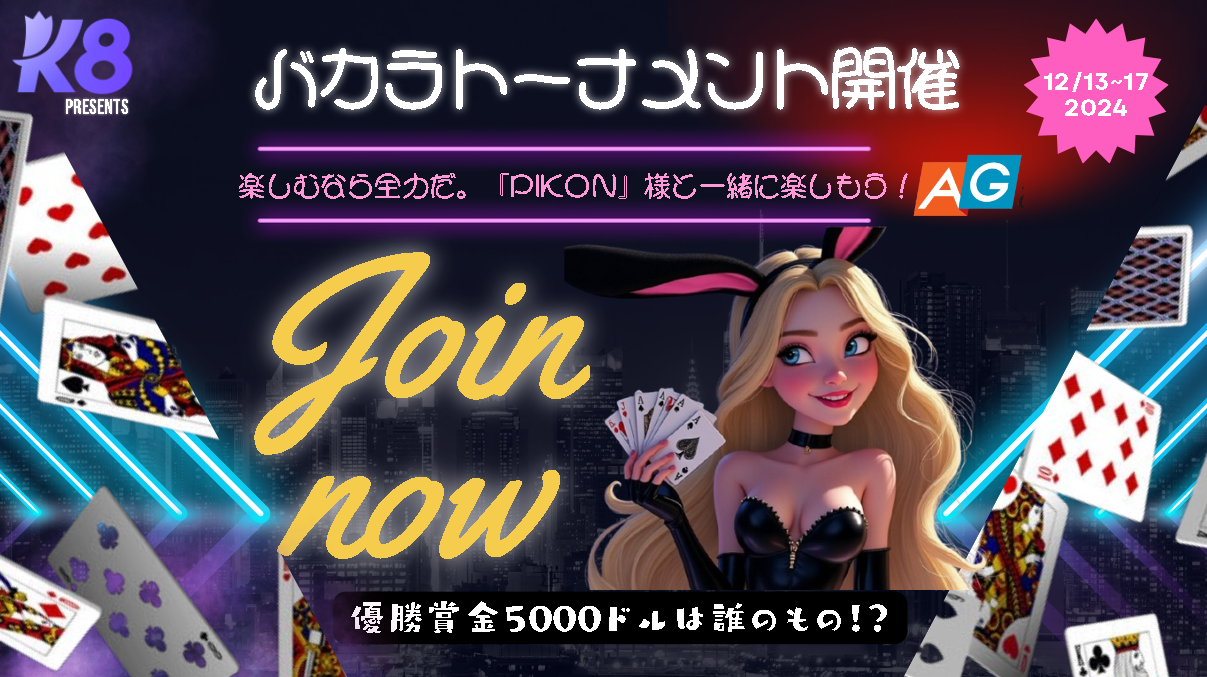 K8
PRESENTS
バカラトーナメント開催
12/13~17
2024
楽しむなら全力だ。『PIKON』様と一緒に楽しもう!
AG
Join
now
優勝賞金5000ドルは誰のもの!?